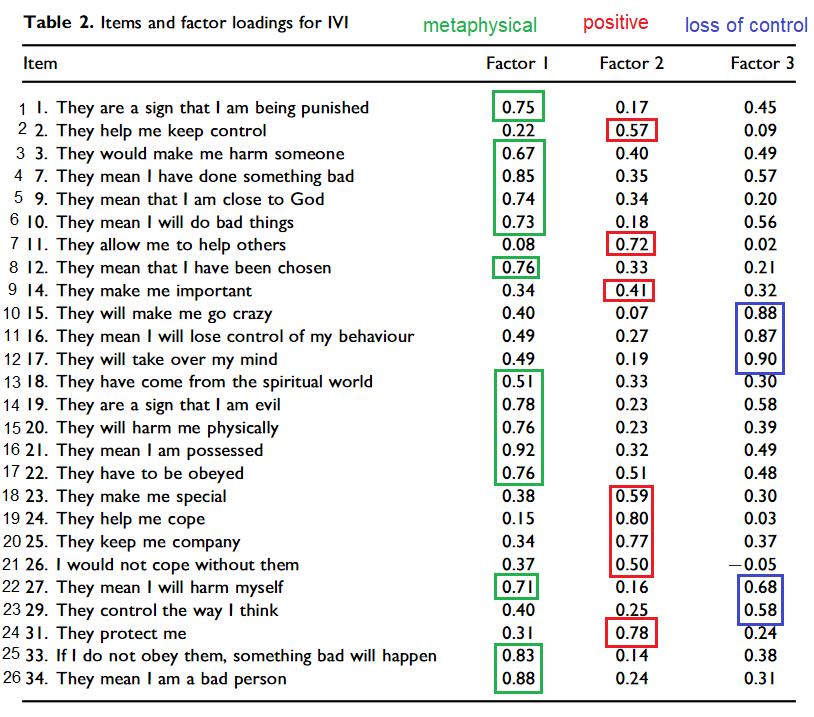 Table 2. Items and factor loadings for IVI metaphysical positive loss of control
Item Factor 1 Factor 2 Factor 3
1 1. They are a sign that I am being punished 0.75 0.17 0.45
2 2. They help me keep control 0.22 0.57 0.09
3 3. They would make me harm someone 0.67 0.40 0.49
4 7. They mean I have done something bad 0.85 0.35 0.57
5 9. They mean that I am close to God 0.74 0.34 0.20
6 10. They mean I will do bad things 0.73 0.18 0.56
7 11. They allow me to help others 0.08 0.72 0.02
8 12. They mean that I have been chosen 0.76 0.33 0.21
9 14. They make me important 0.34 0.41 0.32
10 15. They will make me go crazy 0.40 0.07 0.88
11 16. They mean I will lose control of my behaviour 0.49 0.27 0.87
12 17. They will take over my mind 0.49 0.19 0.90
13 18. They have come from the spiritual world 0.51 0.33 0.30
14 19. They are a sign that I am evil 0.78 0.23 0.58
15 20. They will harm me physically 0.76 0.23 0.39
16 21. They mean I am possessed 0.92 0.32 0.49
17 22. They have to be obeyed 0.76 0.51 0.48
18 23. They make me special 0.38 0.59 0.30
19 24. They help me cope 0.15 0.80 0.03
20 25. They keep me company 0.34 0.77 0.37
21 26. I would not cope without them 0.37 0.50 −0.05
22 27. They mean I will harm myself 0.71 0.16 0.68
23 29. They control the way I think 0.40 0.25 0.58
24 31. They protect me 0.31 0.78 0.24
25 33. If I do not obey them, something bad will happen 0.83 0.14 0.38
26 34. They mean I am a bad person 0.88 0.24 0.31